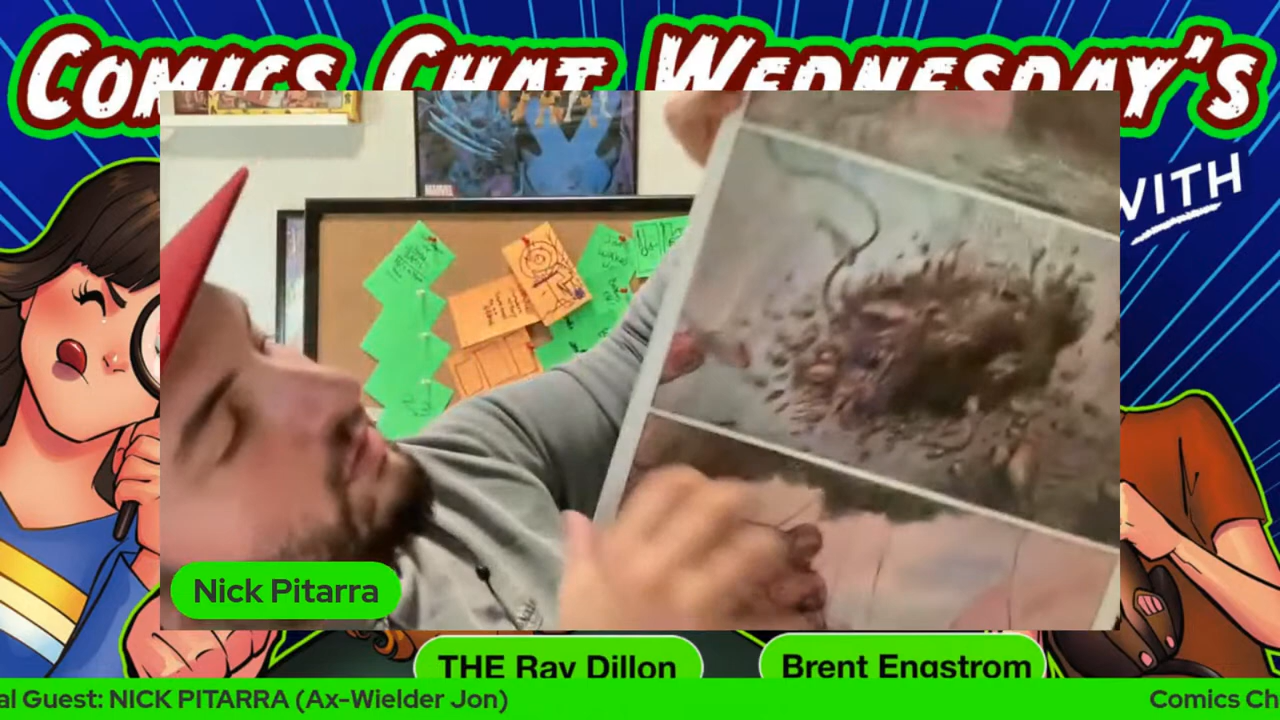 COMICS CHAT WEDNESDAY'S
WITH
MARVEL
Nick Pitarra
THE Ray Dillon
Brent Engstrom
al Guest: NICK PITARRA (Ax-Wielder Jon)
Comics Ch